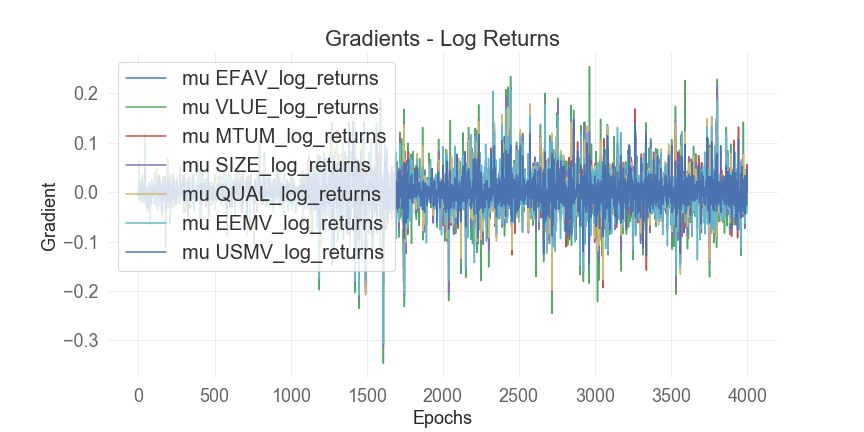 Gradients - Log Returns
mu EFAV_log_returns
mu VLUE_log_returns
mu MTUM_log_returns
mu SIZE_log_returns
mu QUAL_log_returns
mu EEMV_log_returns
mu USMV_log_returns
Gradient
0.2
0.1
0.0
−0.1
−0.2
−0.3
0 500 1000 1500 2000 2500 3000 3500 4000
Epochs